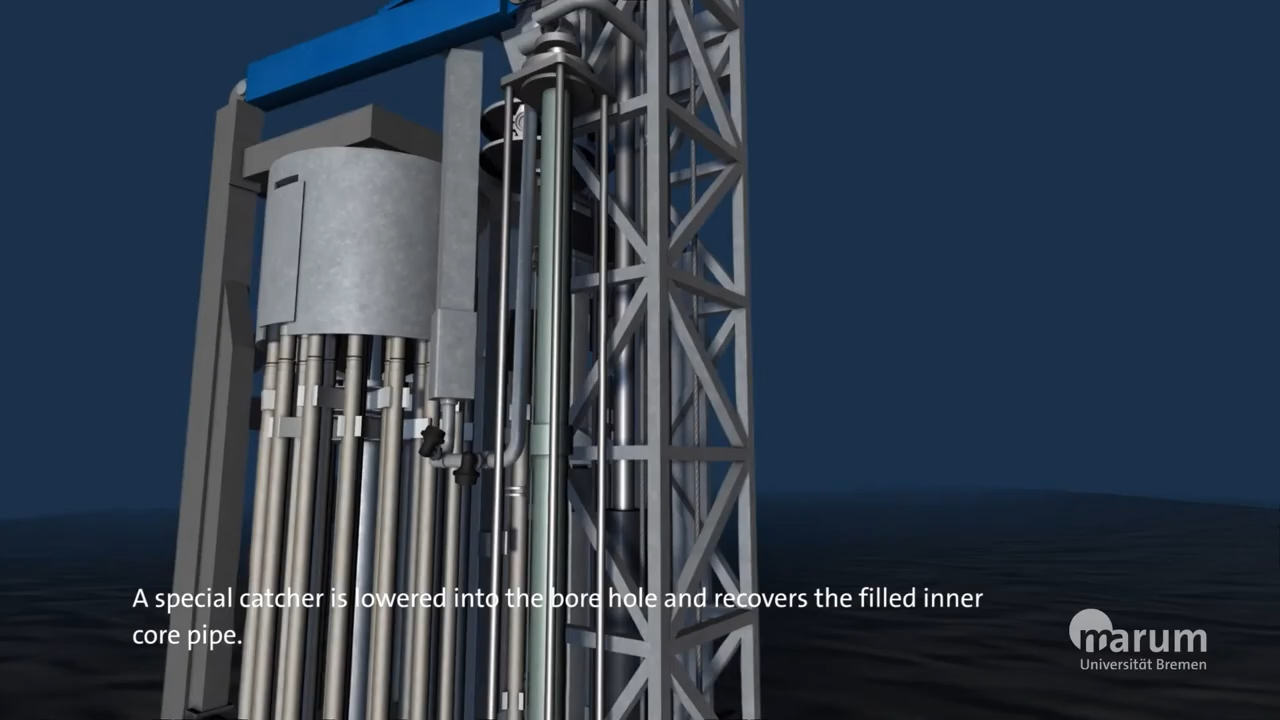 A special catcher is lowered into the bore hole and recovers the filled inner
core pipe.
marum
Universität Bremen